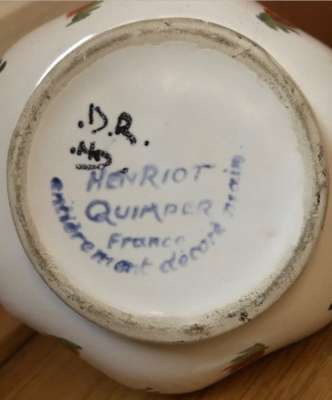 .D.R.
HENRIOT
QUIMPER
France
entièrement décoré main.